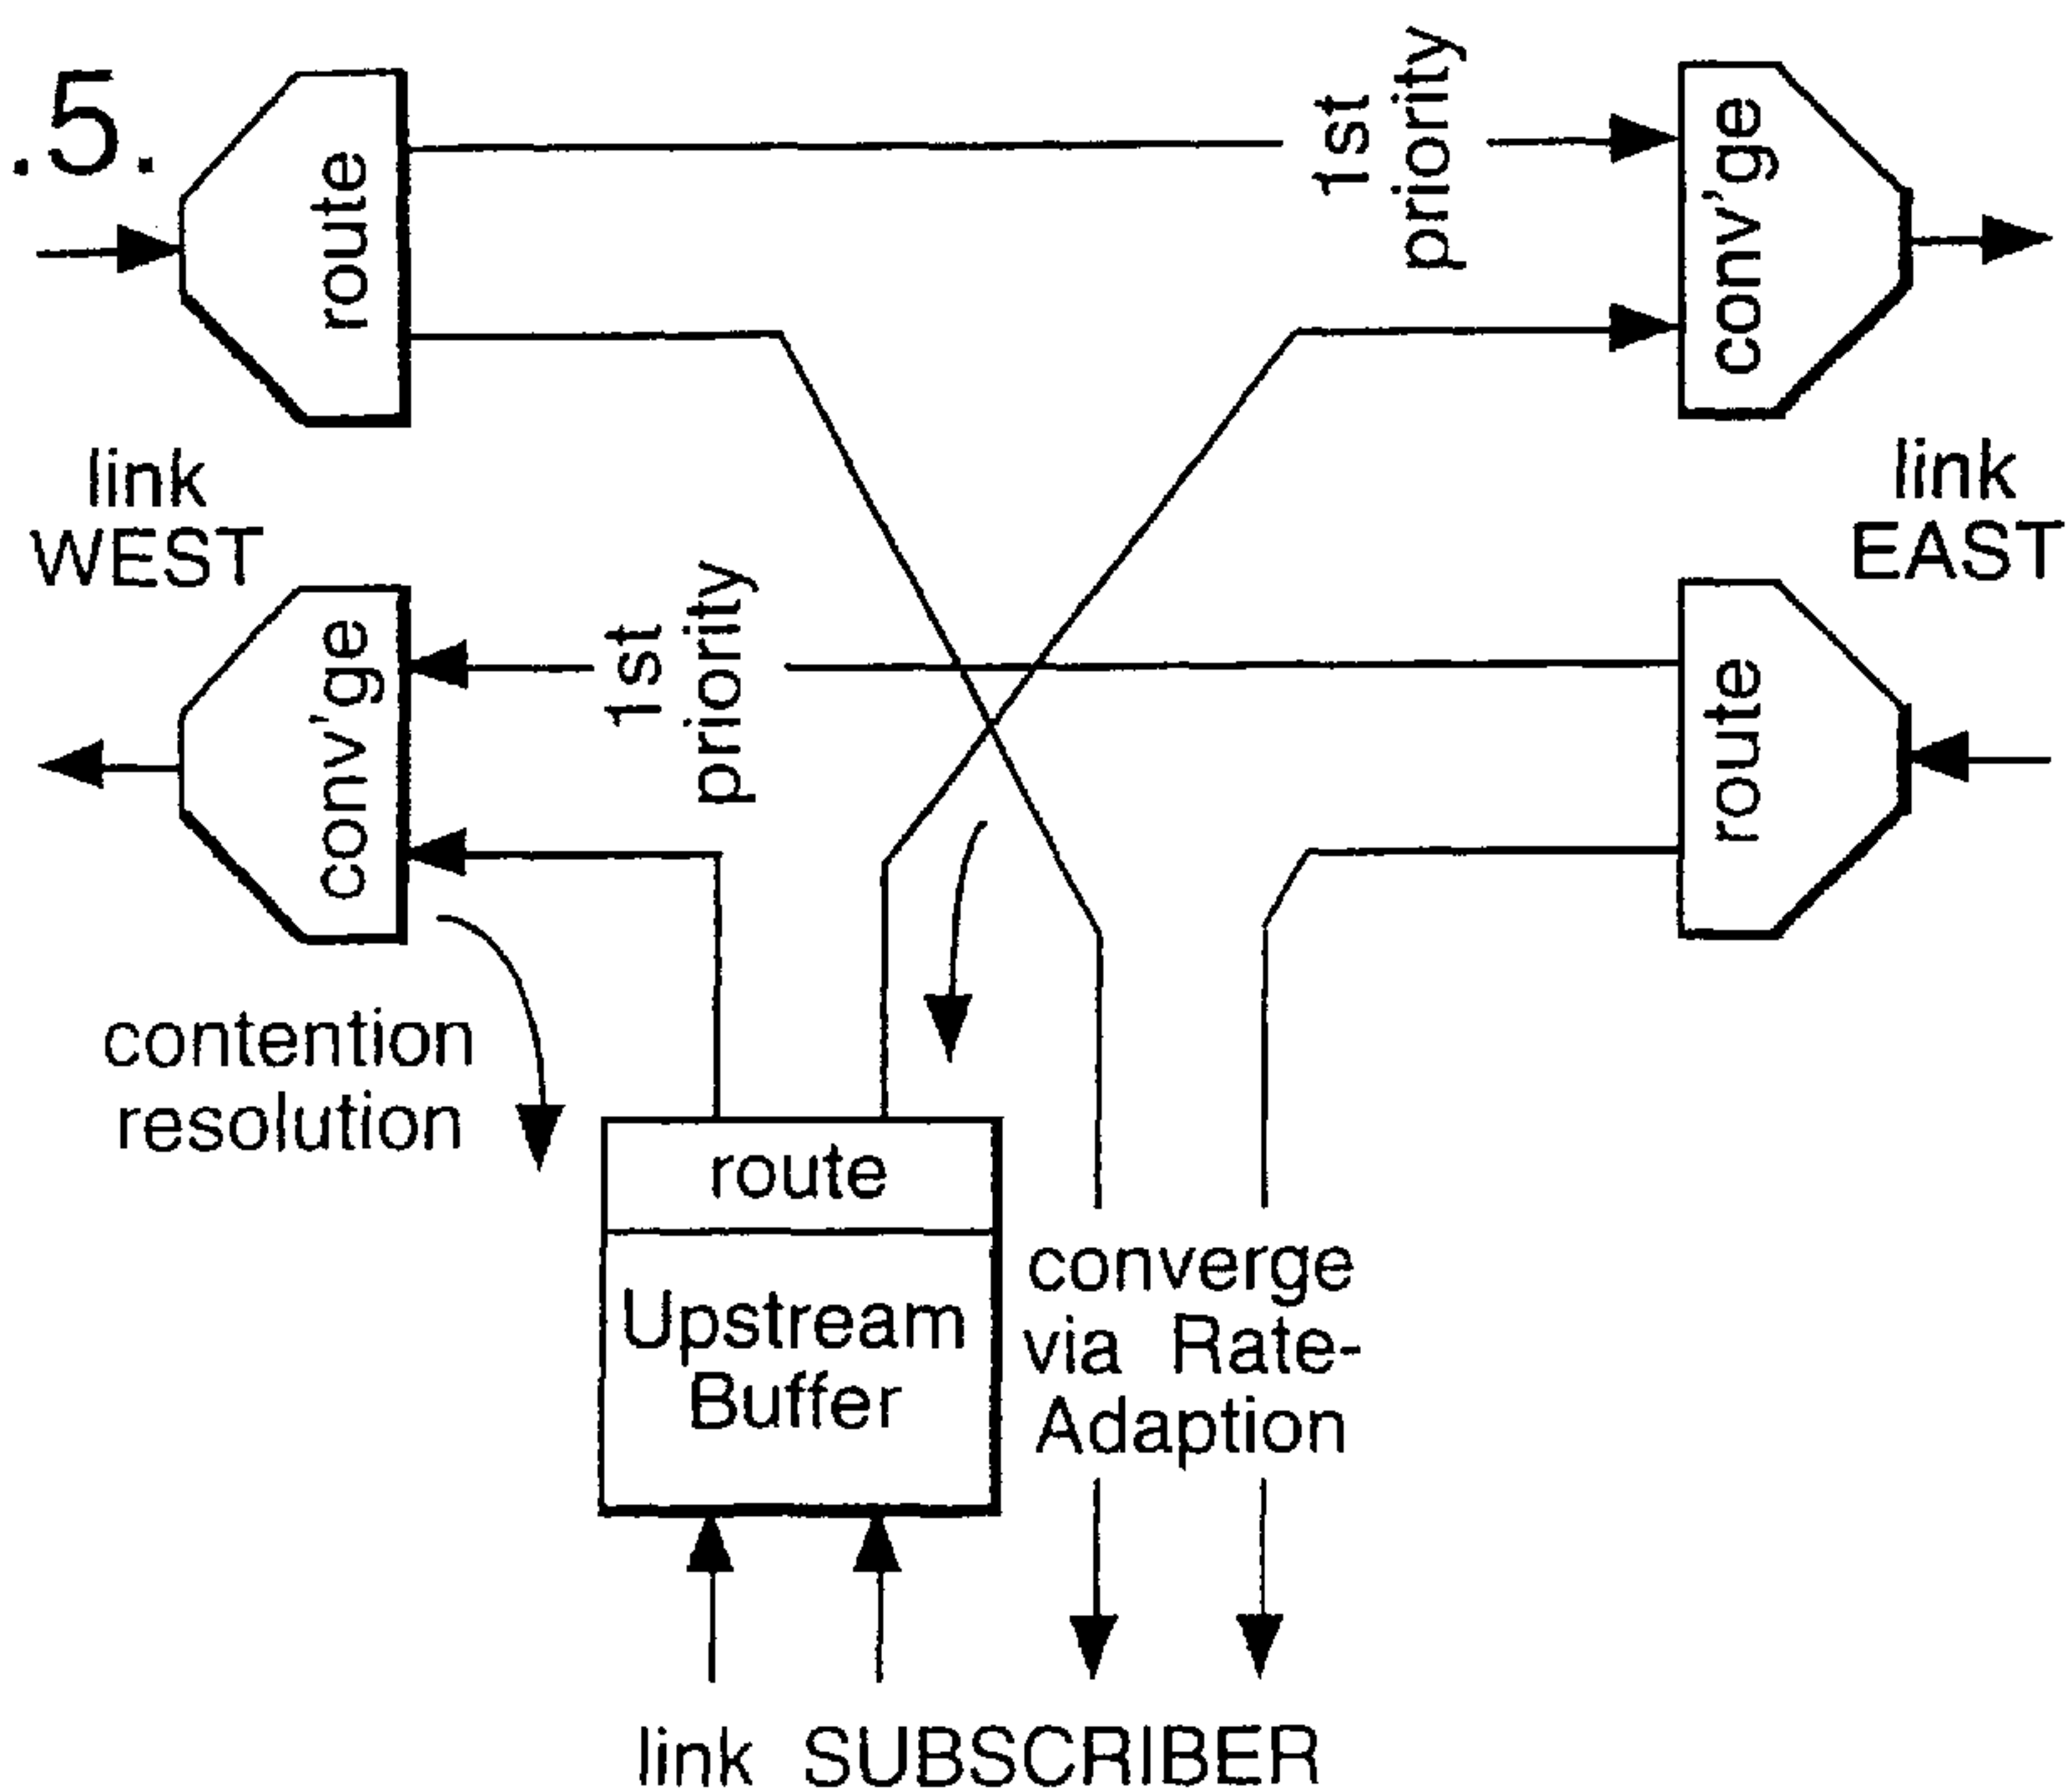 .5.
route
1st
priority
conv'ge
link
WEST
link
EAST
conv'ge
1st
priority
route
contention
resolution
route
Upstream
Buffer
converge
via Rate-
Adaption
link SUBSCRIBER